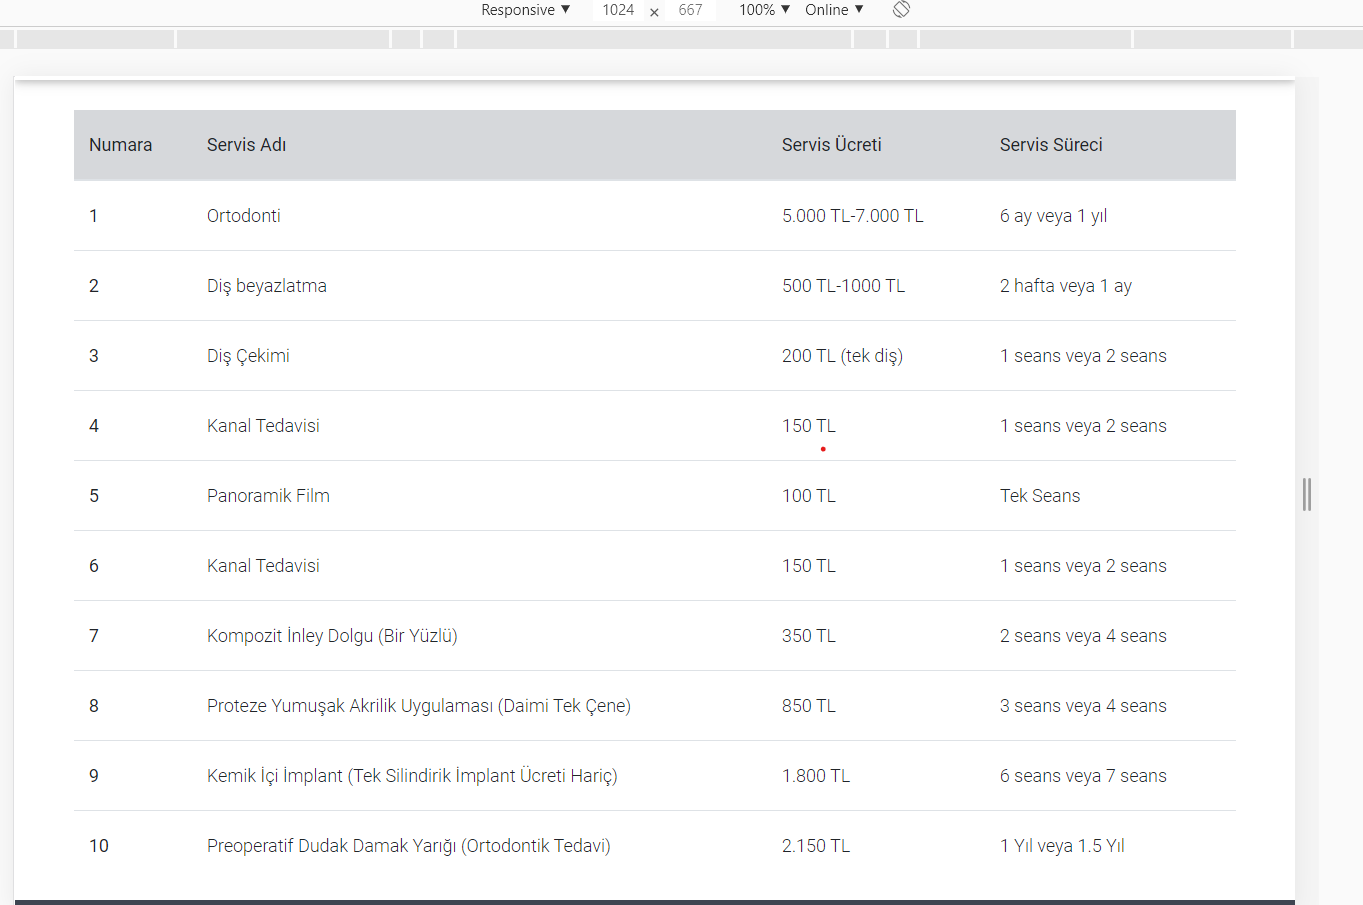 Responsive ▼ 1024 x 667 100% ▼ Online ▼
Numara Servis Adı Servis Ücreti Servis Süreci
1 Ortodonti 5.000 TL-7.000 TL 6 ay veya 1 yıl
2 Diş beyazlatma 500 TL-1000 TL 2 hafta veya 1 ay
3 Diş Çekimi 200 TL (tek diş) 1 seans veya 2 seans
4 Kanal Tedavisi 150 TL 1 seans veya 2 seans
5 Panoramik Film 100 TL Tek Seans
6 Kanal Tedavisi 150 TL 1 seans veya 2 seans
7 Kompozit İnley Dolgu (Bir Yüzlü) 350 TL 2 seans veya 4 seans
8 Proteze Yumuşak Akrilik Uygulaması (Daimi Tek Çene) 850 TL 3 seans veya 4 seans
9 Kemik İçi İmplant (Tek Silindirik İmplant Ücreti Hariç) 1.800 TL 6 seans veya 7 seans
10 Preoperatif Dudak Damak Yarığı (Ortodontik Tedavi) 2.150 TL 1 Yıl veya 1.5 Yıl